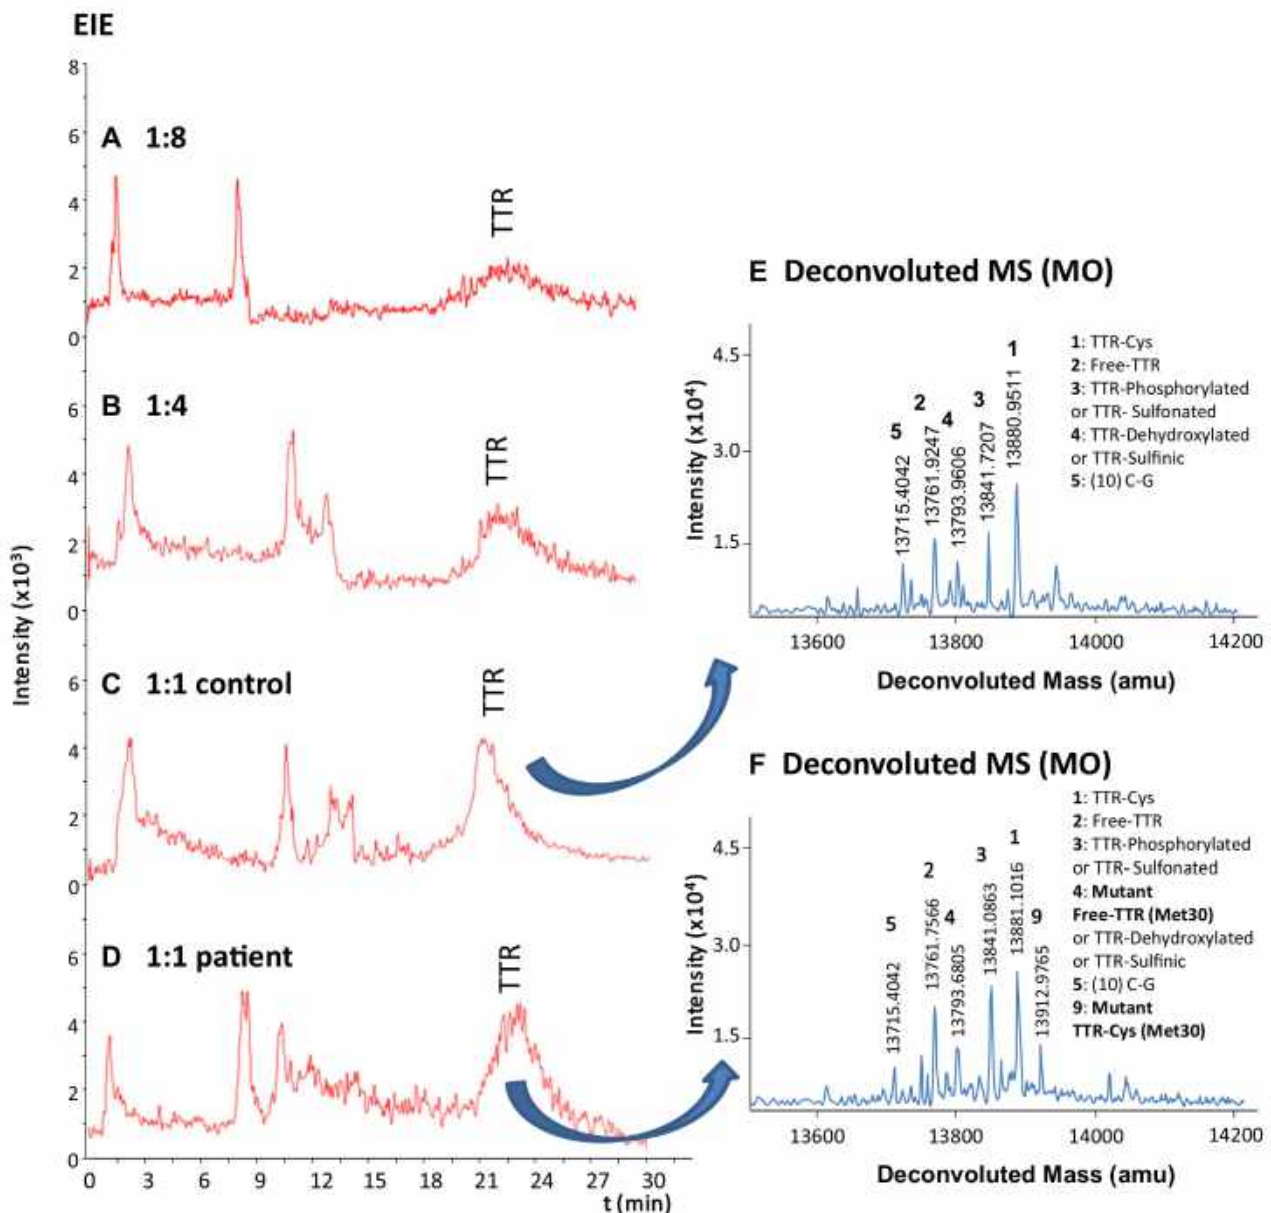 EIE
8
A 1:8
6
4
2
0
TTR
B 1:4
6
4
2
0
TTR
C 1:1 control
6
4
2
0
TTR
D 1:1 patient
6
4
2
0
TTR
Intensity (x10³)
0 3 6 9 12 15 18 21 24 27 30
t (min)
E Deconvoluted MS (MO)
4.5
3.0
1.5
Intensity (x10⁴)
5
13715.4042
2
13761.9247
4
13793.9606
3
13841.7207
1
13880.9511
1: TTR-Cys
2: Free-TTR
3: TTR-Phosphorylated
or TTR- Sulfonated
4: TTR-Dehydroxylated
or TTR-Sulfinic
5: (10) C-G
13600 13800 14000 14200
Deconvoluted Mass (amu)
F Deconvoluted MS (MO)
4.5
3.0
1.5
Intensity (x10⁴)
5
13715.4042
2
13761.7566
4
13793.6805
3
13841.0863
1
13881.1016
9
13912.9765
1: TTR-Cys
2: Free-TTR
3: TTR-Phosphorylated
or TTR- Sulfonated
4: Mutant
Free-TTR (Met30)
or TTR-Dehydroxylated
or TTR-Sulfinic
5: (10) C-G
9: Mutant
TTR-Cys (Met30)
13600 13800 14000 14200
Deconvoluted Mass (amu)